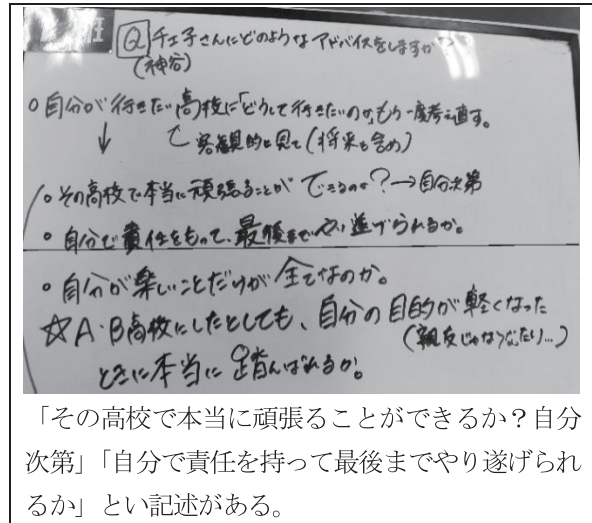 班 Q 千エ子さんにどのようなアドバイスをしますか
(神谷)
○自分が行きたい高校に「どうして行きたいのか」もう一度考え直す。
客観的に見て(将来も含め)
↓
○その高校で本当に頑張ることができるのか?→自分次第
○自分で責任をもって、最後までやり遂げられるか。
○自分が楽しいことだけが全てなのか。
☆A・B高校にしたとしても、自分の目的が軽くなった
(親友じゃなくなったり…)
ときに本当に踏んばれるか。
「その高校で本当に頑張ることができるか?自分
次第」「自分で責任を持って最後までやり遂げられ
るか」とい記述がある。